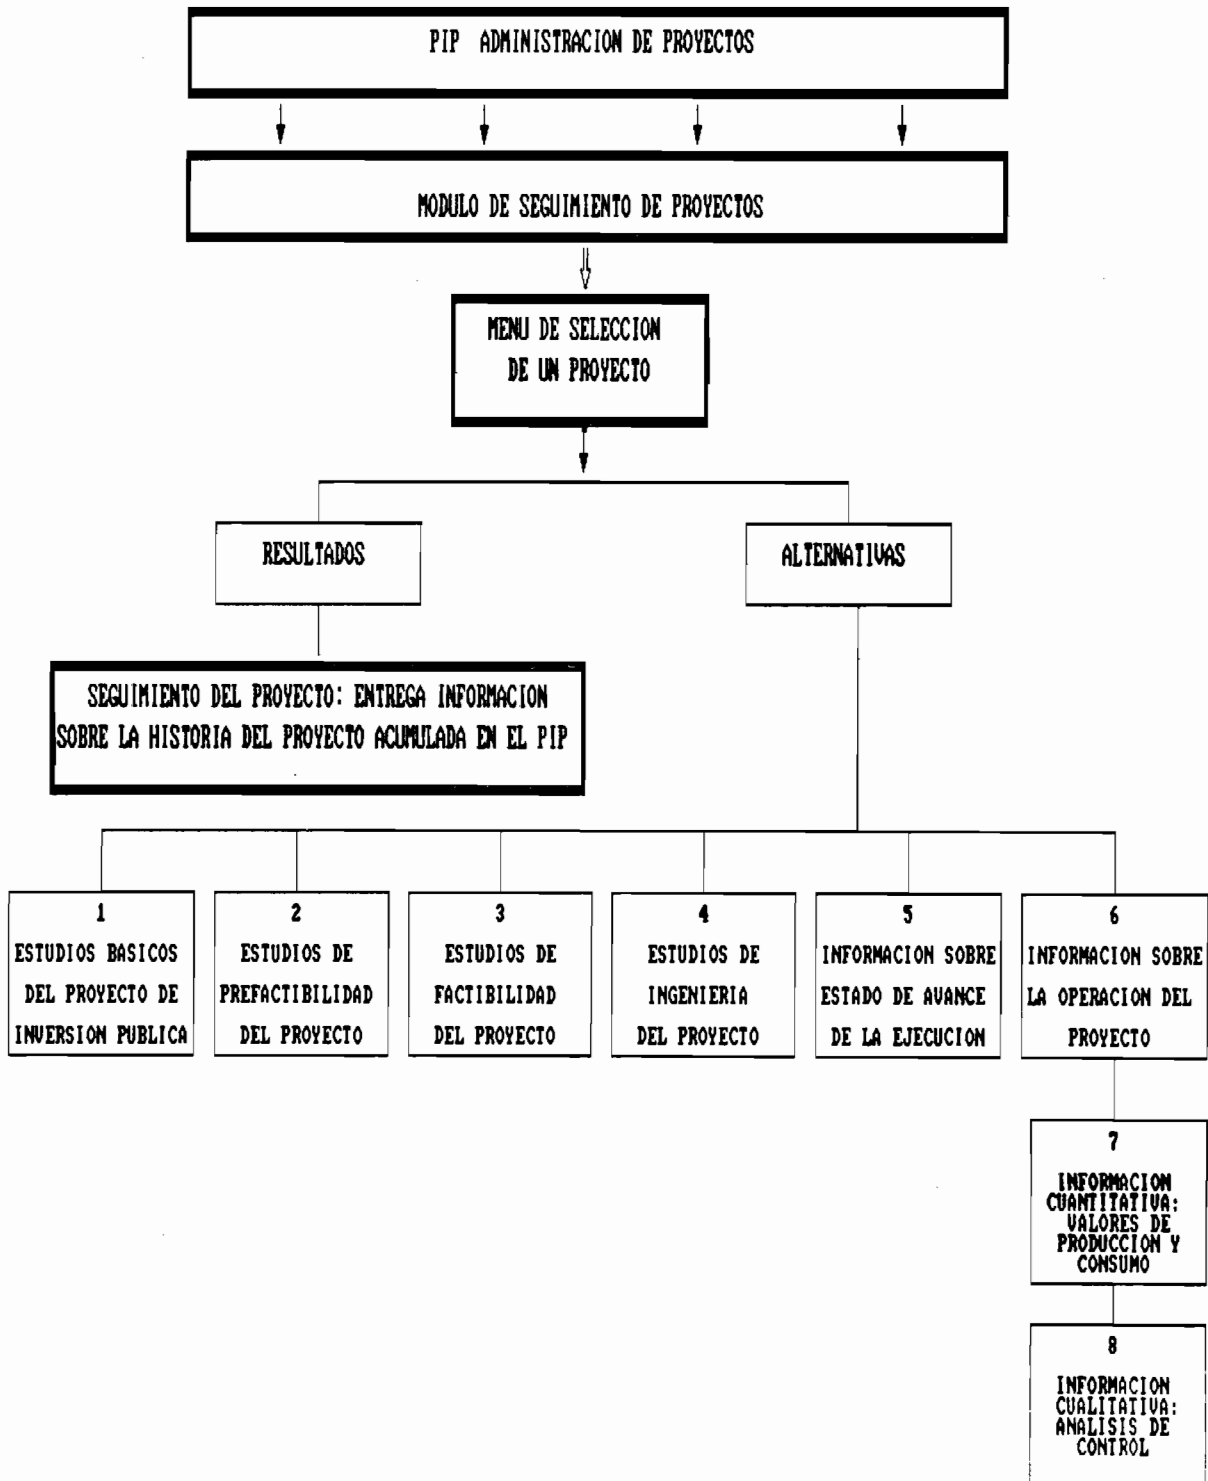 PIP ADMINISTRACION DE PROYECTOS
MODULO DE SEGUIMIENTO DE PROYECTOS
MENU DE SELECCION
DE UN PROYECTO
RESULTADOS
ALTERNATIVAS
SEGUIMIENTO DEL PROYECTO: ENTREGA INFORMACION
SOBRE LA HISTORIA DEL PROYECTO ACUMULADA EN EL PIP
1
ESTUDIOS BASICOS
DEL PROYECTO DE
INVERSION PUBLICA
2
ESTUDIOS DE
PREFACTIBILIDAD
DEL PROYECTO
3
ESTUDIOS DE
FACTIBILIDAD
DEL PROYECTO
4
ESTUDIOS DE
INGENIERIA
DEL PROYECTO
5
INFORMACION SOBRE
ESTADO DE AVANCE
DE LA EJECUCION
6
INFORMACION SOBRE
LA OPERACION DEL
PROYECTO
7
INFORMACION
CUANTITATIVA:
VALORES DE
PRODUCCION Y
CONSUMO
8
INFORMACION
CUALITATIVA:
ANALISIS DE
CONTROL